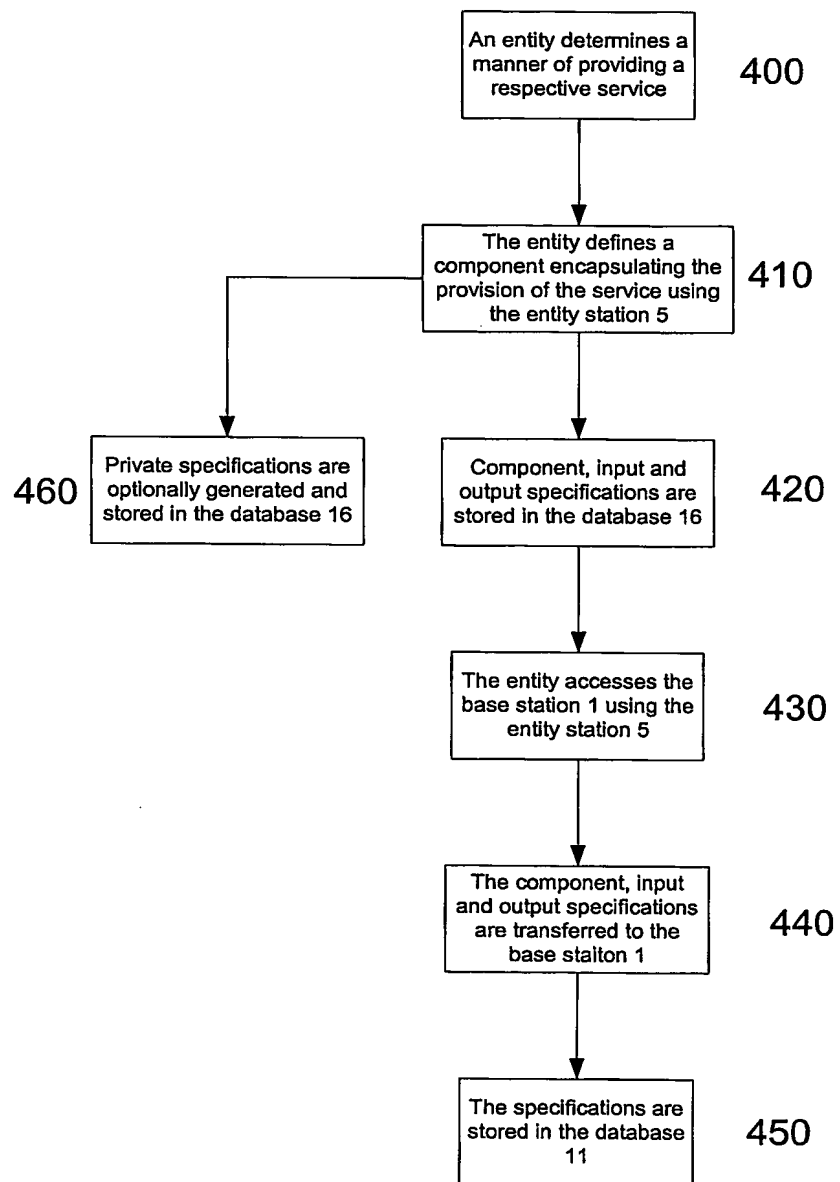 An entity determines a
manner of providing a
respective service
400
The entity defines a
component encapsulating the
provision of the service using
the entity station 5
410
460
Private specifications are
optionally generated and
stored in the database 16
Component, input and
output specifications are
stored in the database 16
420
The entity accesses the
base station 1 using the
entity station 5
430
The component, input
and output specifications
are transferred to the
base staiton 1
440
The specifications are
stored in the database
11
450